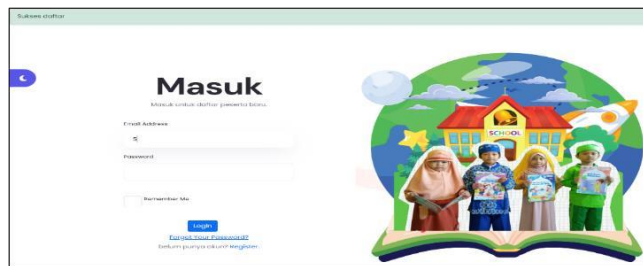 Sukses daftar
Masuk
Masuk untuk daftar peserta baru.
Email Address
s
Password
Remember Me
Login
Forgot Your Password?
belum punya akun? Register
SCHOOL